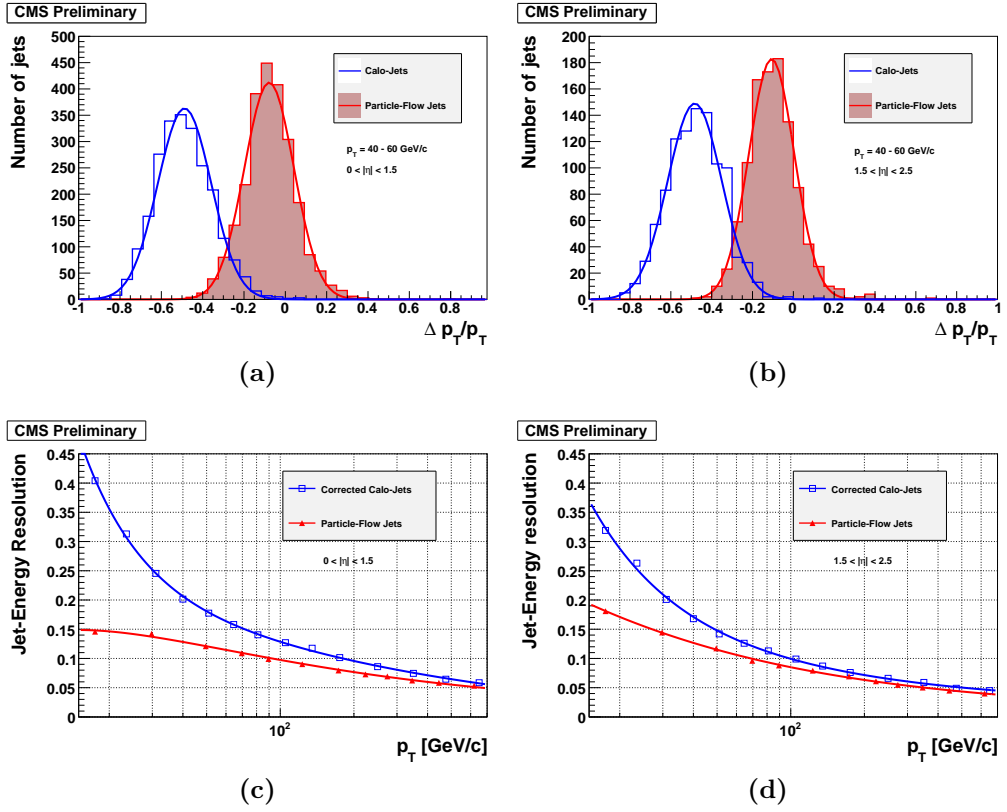 CMS Preliminary
Number of jets
500
450
400
350
300
250
200
150
100
50
0
Calo-Jets
Particle-Flow Jets
p_T = 40 - 60 GeV/c
0 < |η| < 1.5
-1 -0.8 -0.6 -0.4 -0.2 0 0.2 0.4 0.6 0.8
Δ p_T/p_T
(a)
CMS Preliminary
Number of jets
200
180
160
140
120
100
80
60
40
20
0
Calo-Jets
Particle-Flow Jets
p_T = 40 - 60 GeV/c
1.5 < |η| < 2.5
-1 -0.8 -0.6 -0.4 -0.2 0 0.2 0.4 0.6 0.8 1
Δ p_T/p_T
(b)
CMS Preliminary
Jet-Energy Resolution
0.45
0.4
0.35
0.3
0.25
0.2
0.15
0.1
0.05
0
Corrected Calo-Jets
Particle-Flow Jets
0 < |η| < 1.5
10²
p_T [GeV/c]
(c)
CMS Preliminary
Jet-Energy resolution
0.45
0.4
0.35
0.3
0.25
0.2
0.15
0.1
0.05
0
Corrected Calo-Jets
Particle-Flow Jets
1.5 < |η| < 2.5
10²
p_T [GeV/c]
(d)